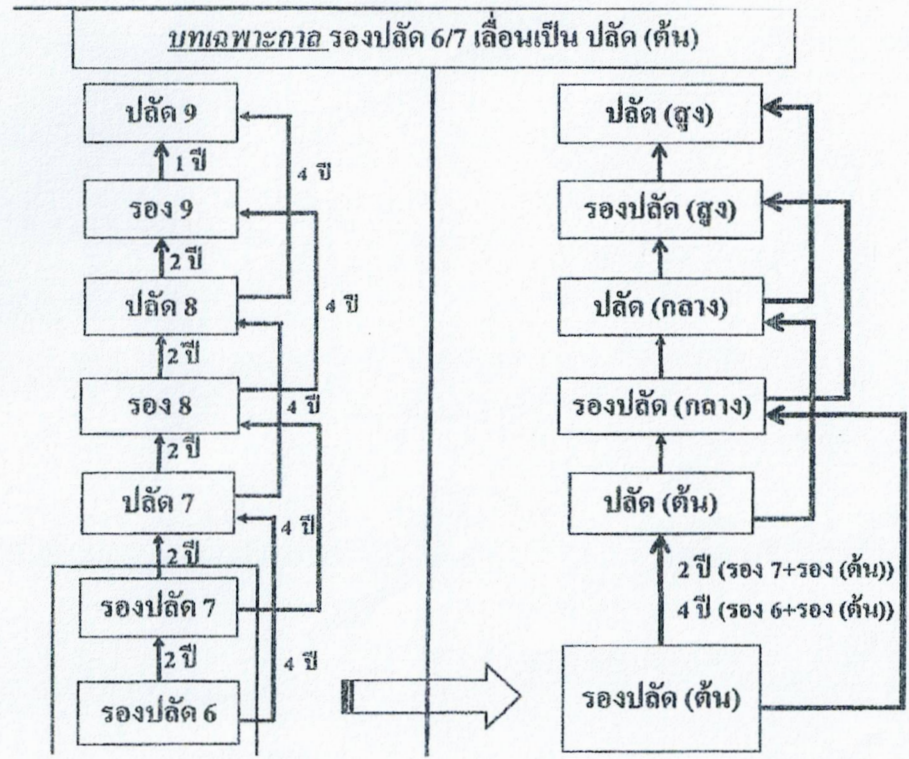 บทเฉพาะกาล รองปลัด 6/7 เลื่อนเป็น ปลัด (ต้น)
ปลัด 9
1 ปี
4 ปี
รอง 9
2 ปี
4 ปี
ปลัด 8
2 ปี
รอง 8
4 ปี
2 ปี
ปลัด 7
4 ปี
2 ปี
รองปลัด 7
2 ปี
4 ปี
รองปลัด 6
ปลัด (สูง)
รองปลัด (สูง)
ปลัด (กลาง)
รองปลัด (กลาง)
ปลัด (ต้น)
2 ปี (รอง 7+รอง (ต้น))
4 ปี (รอง 6+รอง (ต้น))
รองปลัด (ต้น)